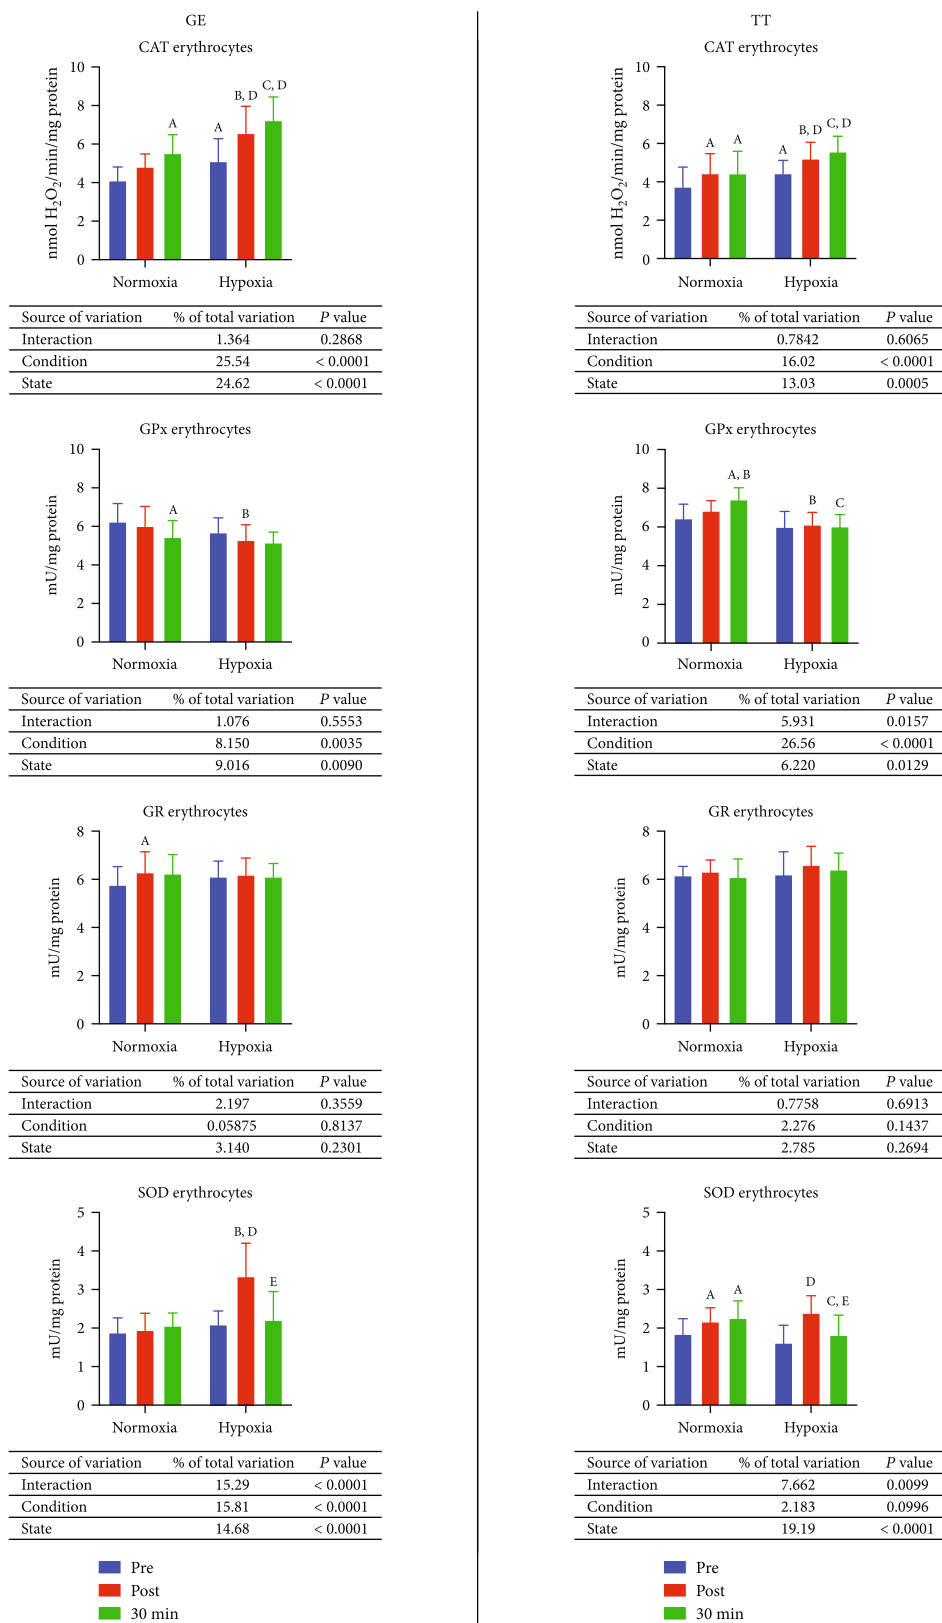 GE
CAT erythrocytes
nmol H₂O₂/min/mg protein
10
8
6
4
2
0
A
A
B, D
C, D
Normoxia
Hypoxia
Source of variation % of total variation P value
Interaction 1.364 0.2868
Condition 25.54 < 0.0001
State 24.62 < 0.0001
GPx erythrocytes
mU/mg protein
10
8
6
4
2
0
A
B
Normoxia
Hypoxia
Source of variation % of total variation P value
Interaction 1.076 0.5553
Condition 8.150 0.0035
State 9.016 0.0090
GR erythrocytes
mU/mg protein
8
6
4
2
0
A
Normoxia
Hypoxia
Source of variation % of total variation P value
Interaction 2.197 0.3559
Condition 0.05875 0.8137
State 3.140 0.2301
SOD erythrocytes
mU/mg protein
5
4
3
2
1
0
B, D
E
Normoxia
Hypoxia
Source of variation % of total variation P value
Interaction 15.29 < 0.0001
Condition 15.81 < 0.0001
State 14.68 < 0.0001
Pre
Post
30 min
TT
CAT erythrocytes
nmol H₂O₂/min/mg protein
10
8
6
4
2
0
A
A
A
B, D
C, D
Normoxia
Hypoxia
Source of variation % of total variation P value
Interaction 0.7842 0.6065
Condition 16.02 < 0.0001
State 13.03 0.0005
GPx erythrocytes
mU/mg protein
10
8
6
4
2
0
A, B
B
C
Normoxia
Hypoxia
Source of variation % of total variation P value
Interaction 5.931 0.0157
Condition 26.56 < 0.0001
State 6.220 0.0129
GR erythrocytes
mU/mg protein
8
6
4
2
0
Normoxia
Hypoxia
Source of variation % of total variation P value
Interaction 0.7758 0.6913
Condition 2.276 0.1437
State 2.785 0.2694
SOD erythrocytes
mU/mg protein
5
4
3
2
1
0
A
A
D
C, E
Normoxia
Hypoxia
Source of variation % of total variation P value
Interaction 7.662 0.0099
Condition 2.183 0.0996
State 19.19 < 0.0001
Pre
Post
30 min